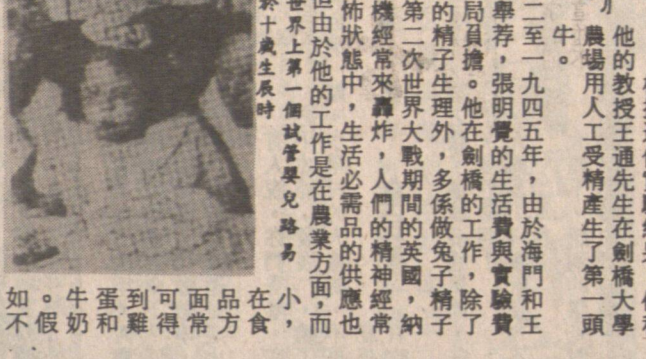 他的教授王通先生在劍橋大學
農場用人工受精產生了第一頭
牛。
二至一九四五年，由於海門和王
舉荐，張明覺的生活費與實驗費
局員擔。他在劍橋的工作，除了
的精子生理外，多係做兔子精子
第二次世界大戰期間的英國，納
機經常來轟炸，人們的精神經常
怖狀態中，生活必需品的供應也
但由於他的工作是在農業方面，而
小，
在食
品方
面常
可得
到雞
蛋和
牛奶
。假
如不
世界上第一個試管嬰兒路易
於十歲生辰時